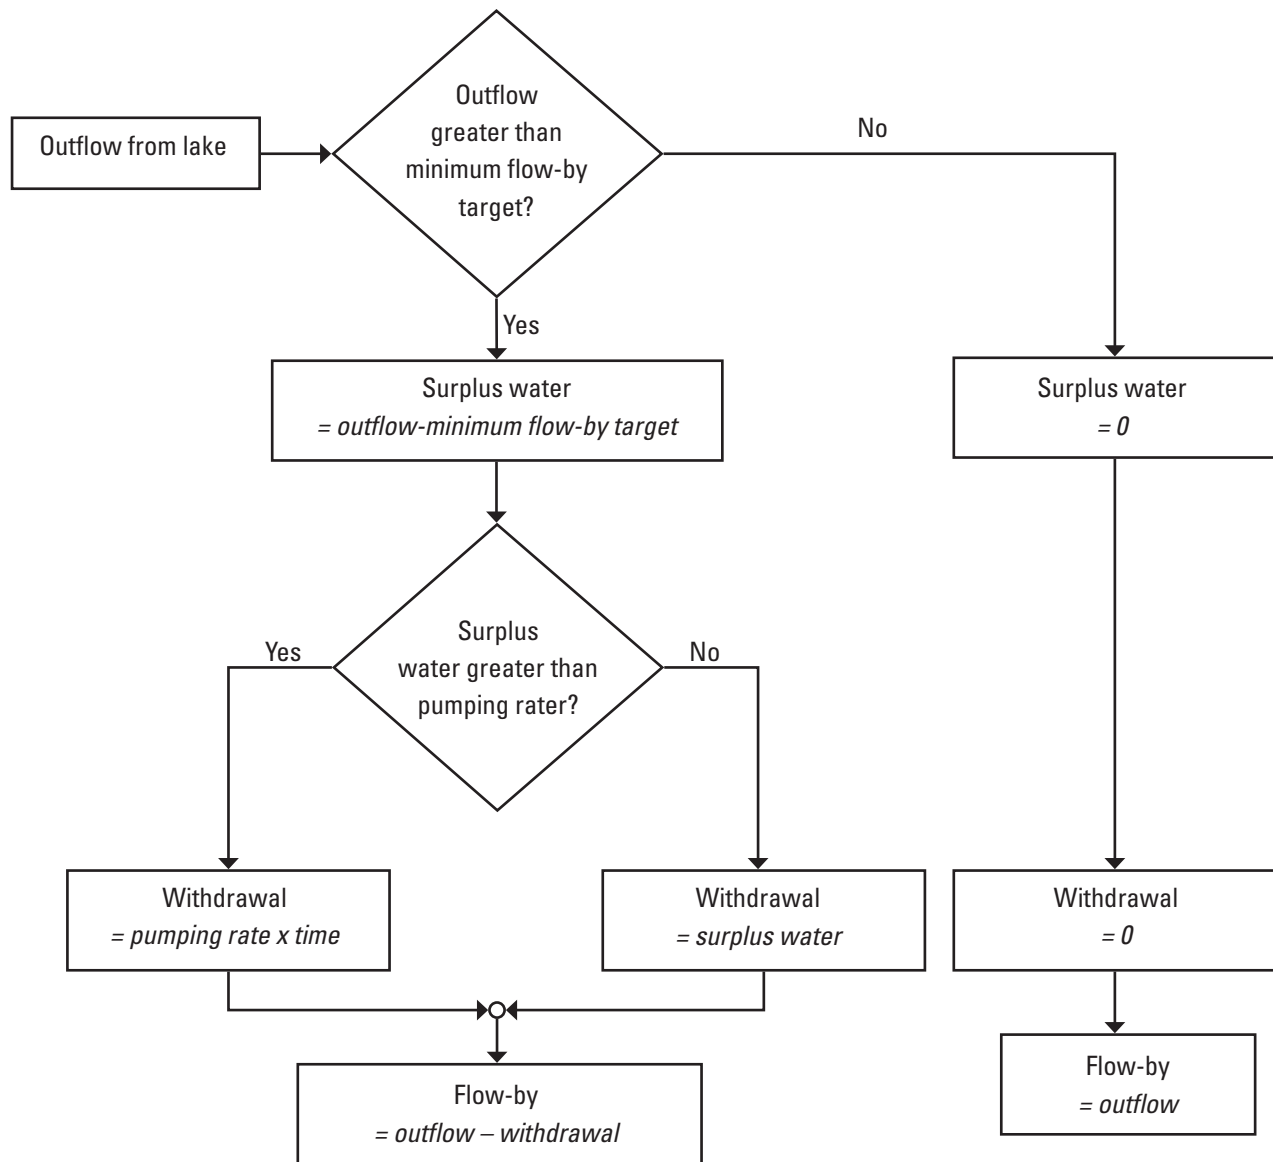 Outflow from lake
Outflow
greater than
minimum flow-by
target?
No
Yes
Surplus water
= outflow-minimum flow-by target
Surplus water
= 0
Surplus
water greater than
pumping rater?
Yes
No
Withdrawal
= pumping rate x time
Withdrawal
= surplus water
Withdrawal
= 0
Flow-by
= outflow – withdrawal
Flow-by
= outflow